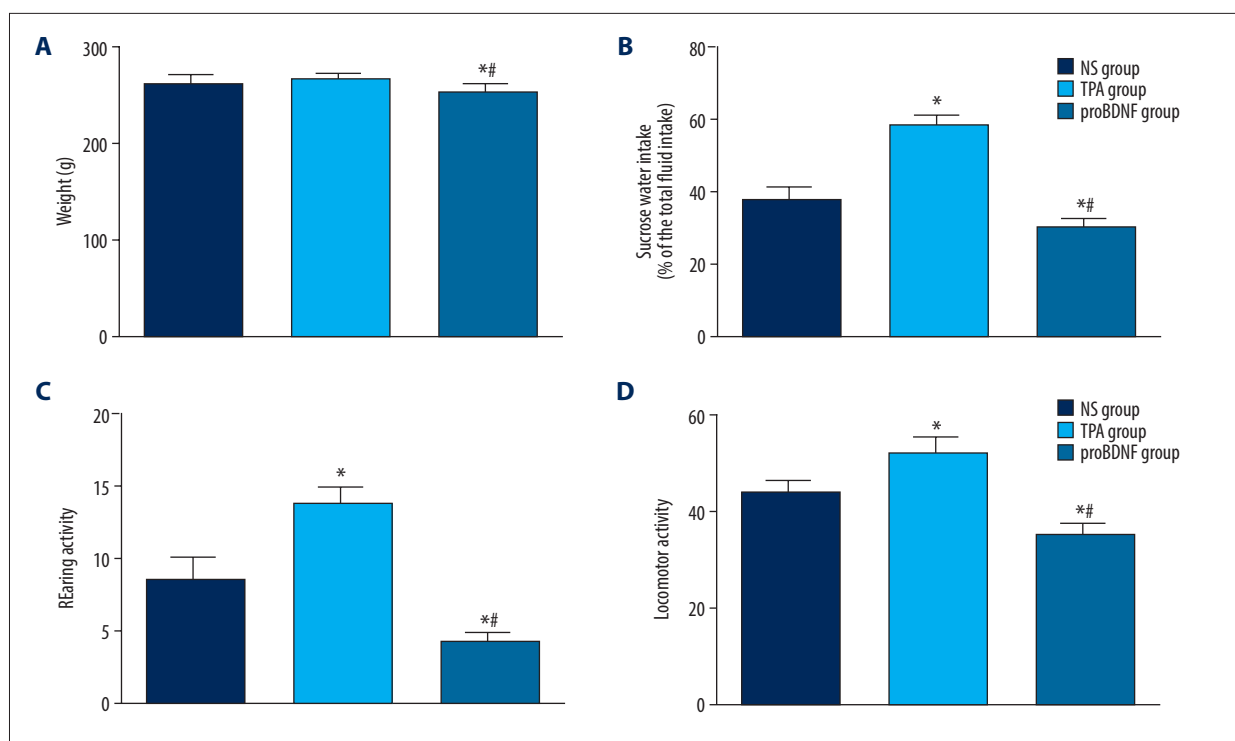 A
300
200
100
0
Weight (g)
*#
B
80
60
40
20
0
Sucrose water intake
(% of the total fluid intake)
*
*#
NS group
TPA group
proBDNF group
C
20
15
10
5
0
REaring activity
*
*#
D
60
40
20
0
Locomotor activity
*
*#
NS group
TPA group
proBDNF group